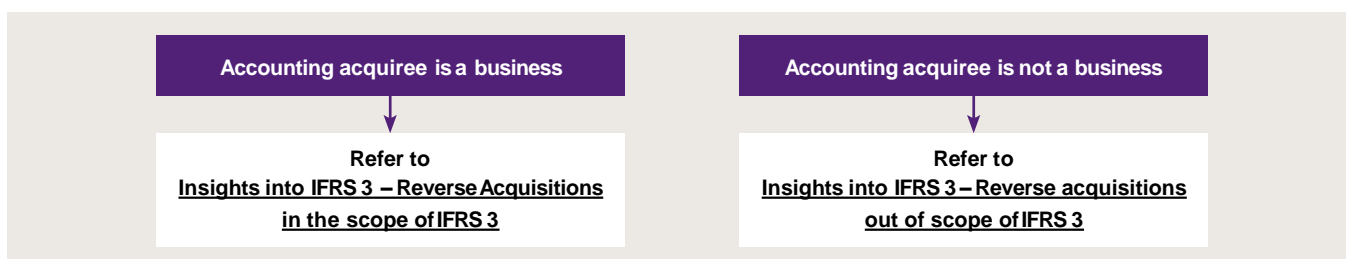 Accounting acquiree is a business
Accounting acquiree is not a business
Refer to
Insights into IFRS 3 – Reverse Acquisitions
in the scope of IFRS 3
Refer to
Insights into IFRS 3 – Reverse acquisitions
out of scope of IFRS 3